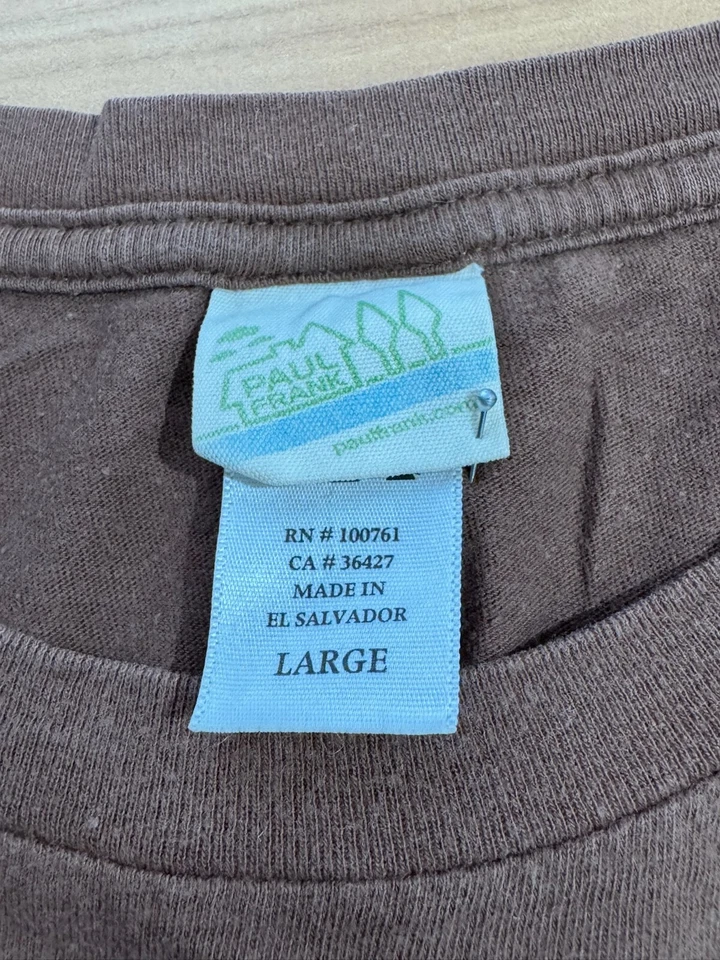 PAUL
FRANK
paulfrank.com
RN # 100761
CA # 36427
MADE IN
EL SALVADOR
LARGE